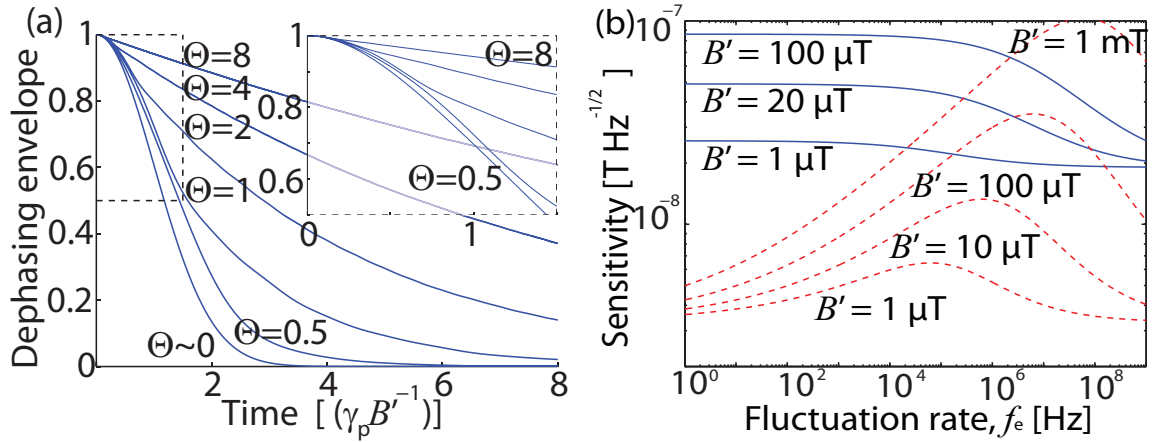 (a)
1
0.8
0.6
0.4
0.2
0
Dephasing envelope
Θ=8
Θ=4
Θ=2
Θ=1
Θ=0.5
Θ~0
2
4
6
8
Time [ (γₚB′⁻¹)]
Θ=8
0.8
0.6
Θ=0.5
0
1
(b)
10⁻⁷
10⁻⁸
Sensitivity [T Hz⁻¹/²]
B′ = 100 µT
B′ = 1 mT
B′ = 20 µT
B′ = 1 µT
B′ = 100 µT
B′ = 10 µT
B′ = 1 µT
10⁰
10²
10⁴
10⁶
10⁸
Fluctuation rate, fₑ [Hz]